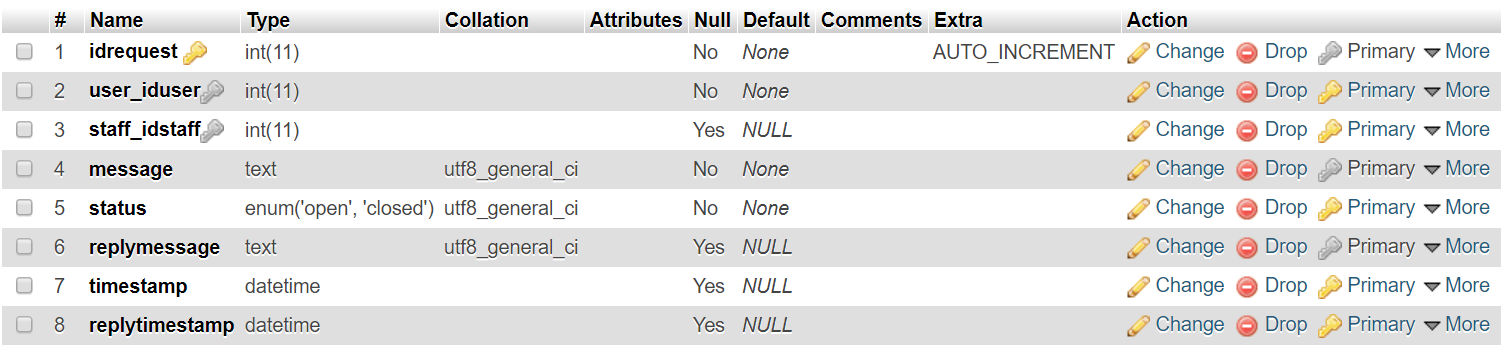 # Name Type Collation Attributes Null Default Comments Extra Action
1 idrequest int(11) No None AUTO_INCREMENT Change Drop Primary More
2 user_iduser int(11) No None Change Drop Primary More
3 staff_idstaff int(11) Yes NULL Change Drop Primary More
4 message text utf8_general_ci No None Change Drop Primary More
5 status enum('open', 'closed') utf8_general_ci No None Change Drop Primary More
6 replymessage text utf8_general_ci Yes NULL Change Drop Primary More
7 timestamp datetime Yes NULL Change Drop Primary More
8 replytimestamp datetime Yes NULL Change Drop Primary More